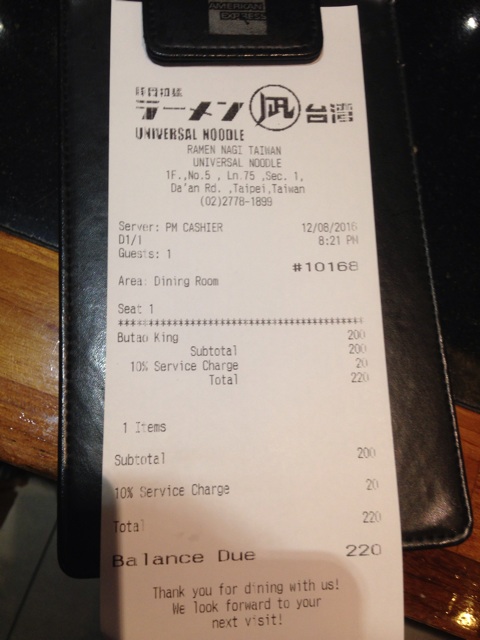 AMERICAN
EXPRESS
ラーメン 凪 台湾
UNIVERSAL NOODLE
RAMEN NAGI TAIWAN
UNIVERSAL NOODLE
1F.,No.5 , Ln.75 ,Sec. 1,
Da'an Rd. ,Taipei,Taiwan
(02)2778-1899
Server: PM CASHIER 12/08/2016
D1/1 8:21 PM
Guests: 1
#10168
Area: Dining Room
Seat 1
Butao King 200
Subtotal 200
10% Service Charge 20
Total 220
1 Items
Subtotal 200
10% Service Charge 20
Total 220
Balance Due 220
Thank you for dining with us!
We look forward to your
next visit!